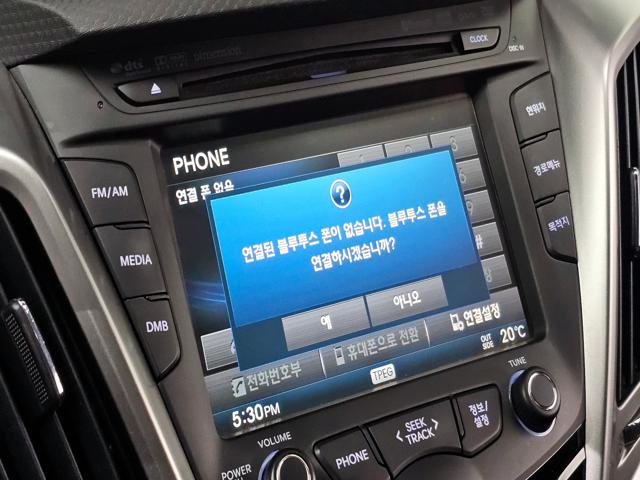 dts
dimension
CLOCK
DISC-IN
FM/AM
MEDIA
DMB
현위치
경로메뉴
목적지
PHONE
연결 폰 없음
?
연결된 블루투스 폰이 없습니다. 블루투스 폰을
연결하시겠습니까?
예
아니오
전화번호부
휴대폰으로 전환
연결설정
TPEG
5:30PM
OUT
SIDE
20℃
TUNE
VOLUME
POWER
PHONE
SEEK
TRACK
정보/
설정